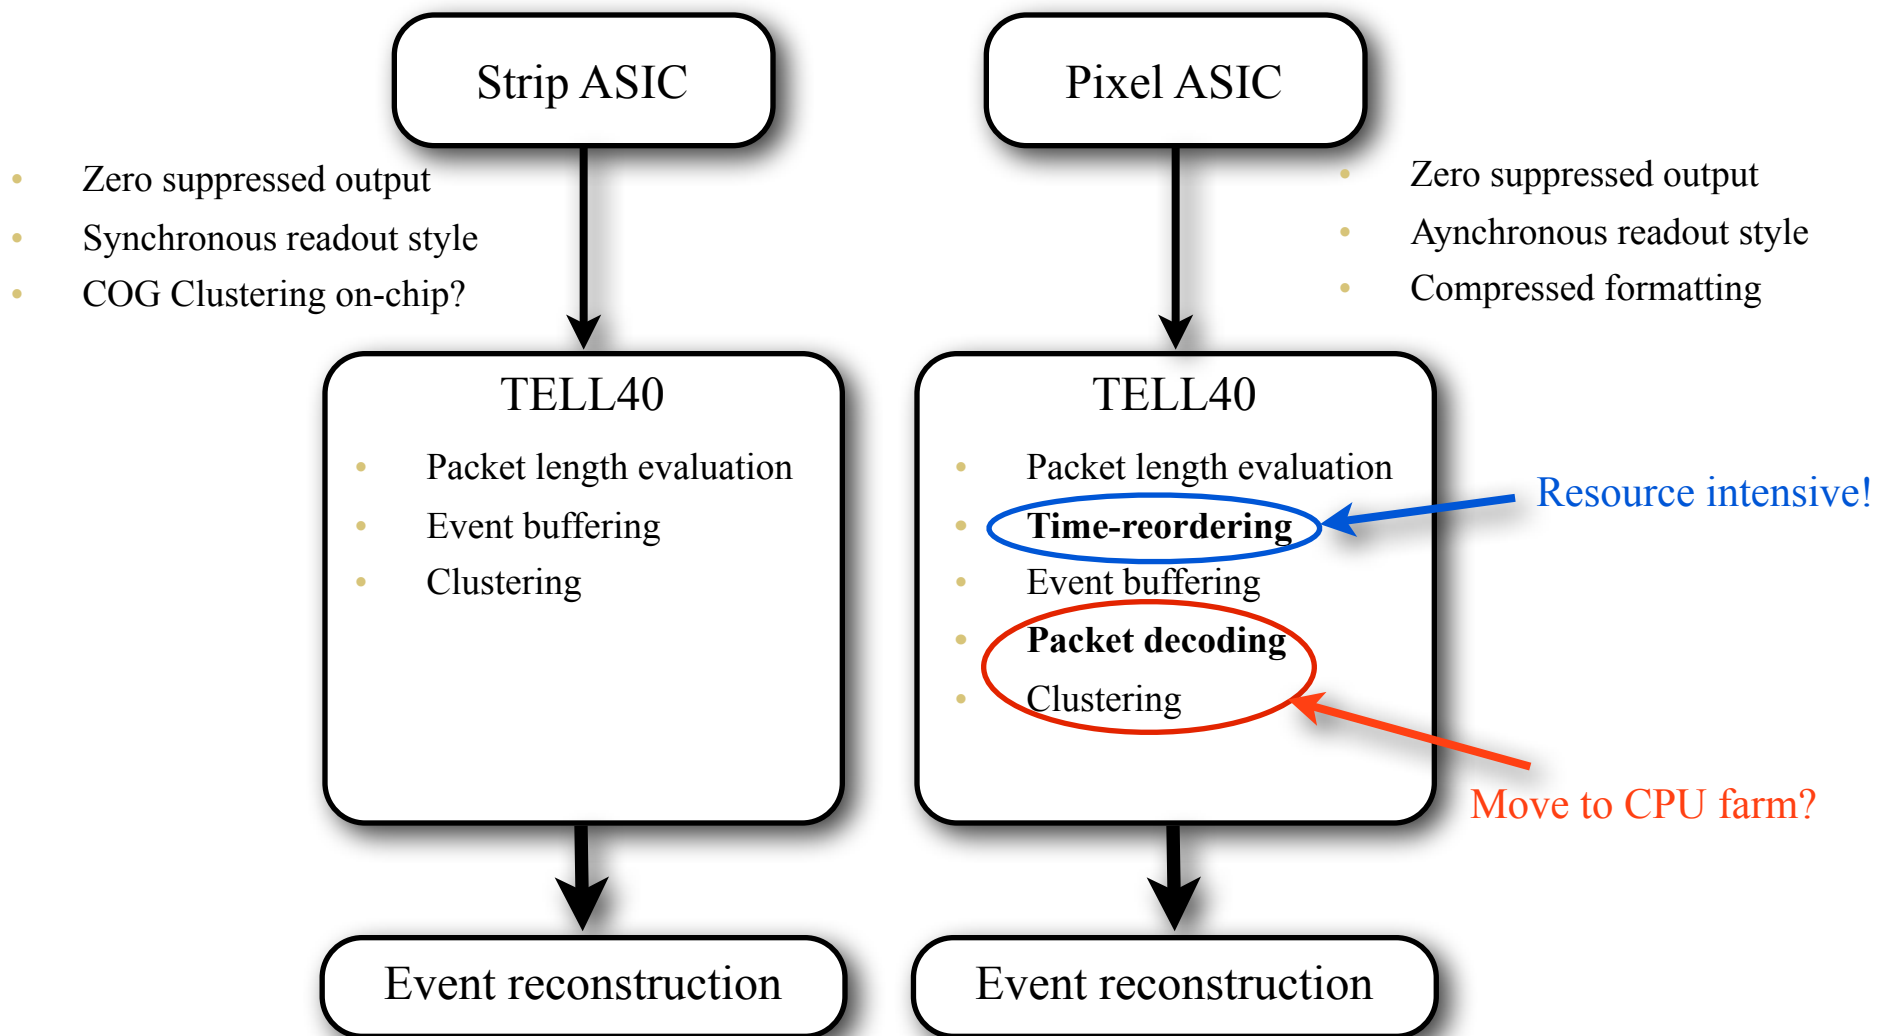 Strip ASIC
Zero suppressed output
Synchronous readout style
COG Clustering on-chip?
TELL40
Packet length evaluation
Event buffering
Clustering
Event reconstruction
Pixel ASIC
Zero suppressed output
Aynchronous readout style
Compressed formatting
TELL40
Packet length evaluation
Time-reordering
Event buffering
Packet decoding
Clustering
Resource intensive!
Move to CPU farm?
Event reconstruction